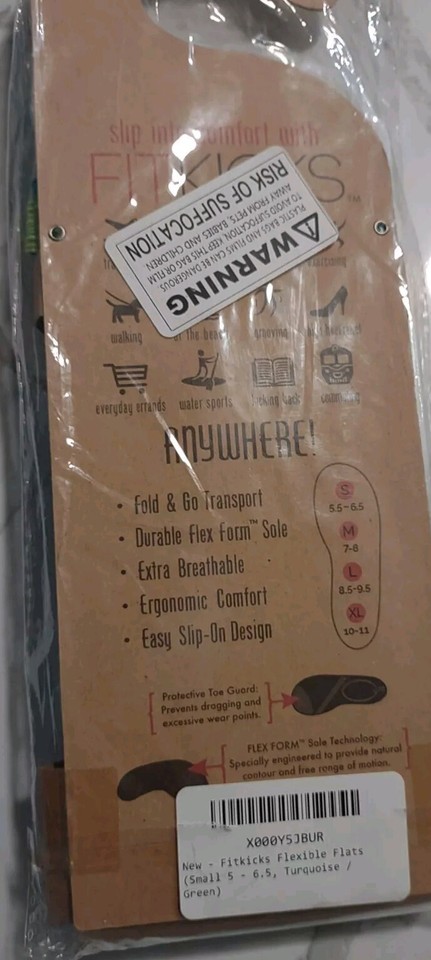 slip into comfort with
FITKICKS™
WARNING
PLASTIC BAGS AND FILMS CAN BE DANGEROUS
TO AVOID SUFFOCATION, KEEP THIS BAG OR FILM
AWAY FROM PETS, BABIES AND CHILDREN
RISK OF SUFFOCATION
walking
at the beach
grooving
everyday errands
water sports
kicking back
commuting
ANYWHERE!
• Fold & Go Transport
• Durable Flex Form™ Sole
• Extra Breathable
• Ergonomic Comfort
• Easy Slip-On Design
S
5.5-6.5
M
7-8
L
8.5-9.5
XL
10-11
Protective Toe Guard:
Prevents dragging and
excessive wear points.
FLEX FORM™ Sole Technology:
Specially engineered to provide natural
contour and free range of motion.
X000Y5JBUR
New - Fitkicks Flexible Flats
(Small 5 - 6.5, Turquoise /
Green)